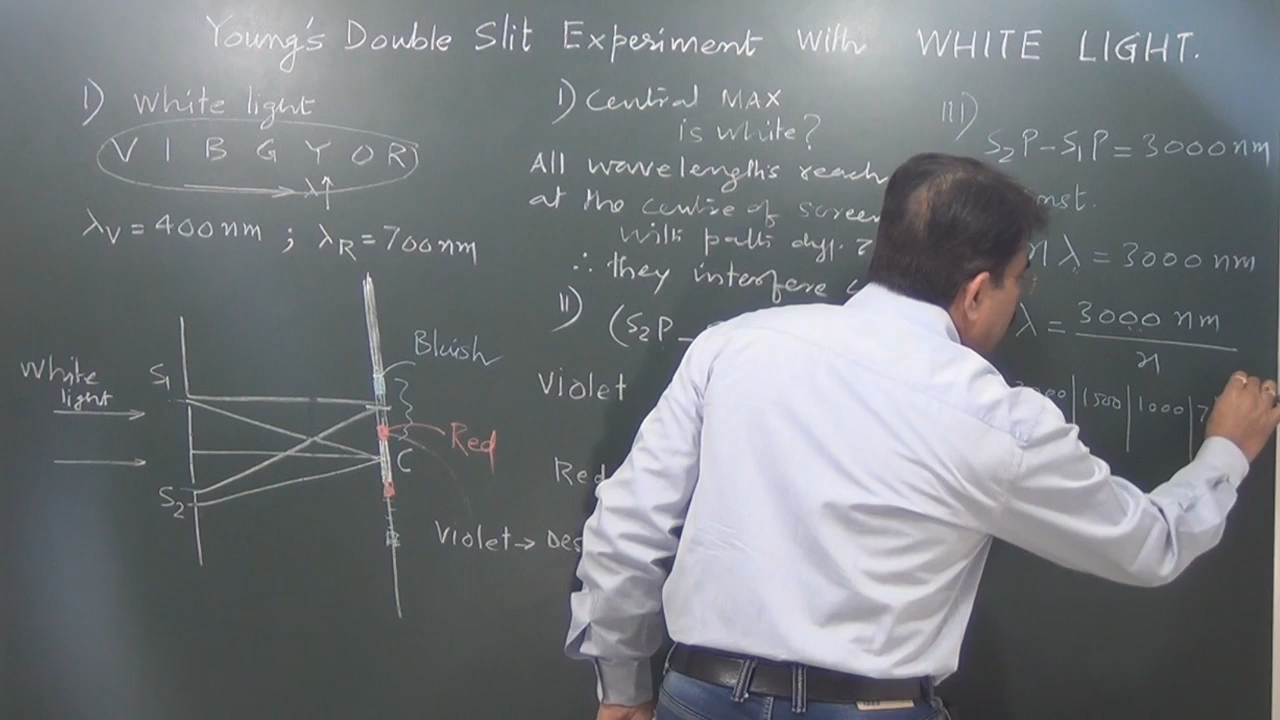 Young's Double Slit Experiment with WHITE LIGHT.
I) White light
V I B G Y O R
λ
λV = 400 nm ; λR = 700 nm
White
light
S1
S2
Bluish
Red
C
Violet → Des
I) Central MAX
is white?
All wavelengths reach
at the centre of screen
with path diff.
∴ they interfere
II) (S2P –
Violet
Red
III)
S2P – S1P = 3000 nm
nst.
nλ = 3000 nm
λ = 3000 nm / n
1500 | 1000 | 7